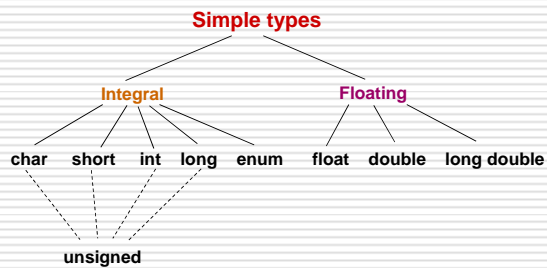 Simple types
Integral Floating
char short int long enum float double long double
unsigned